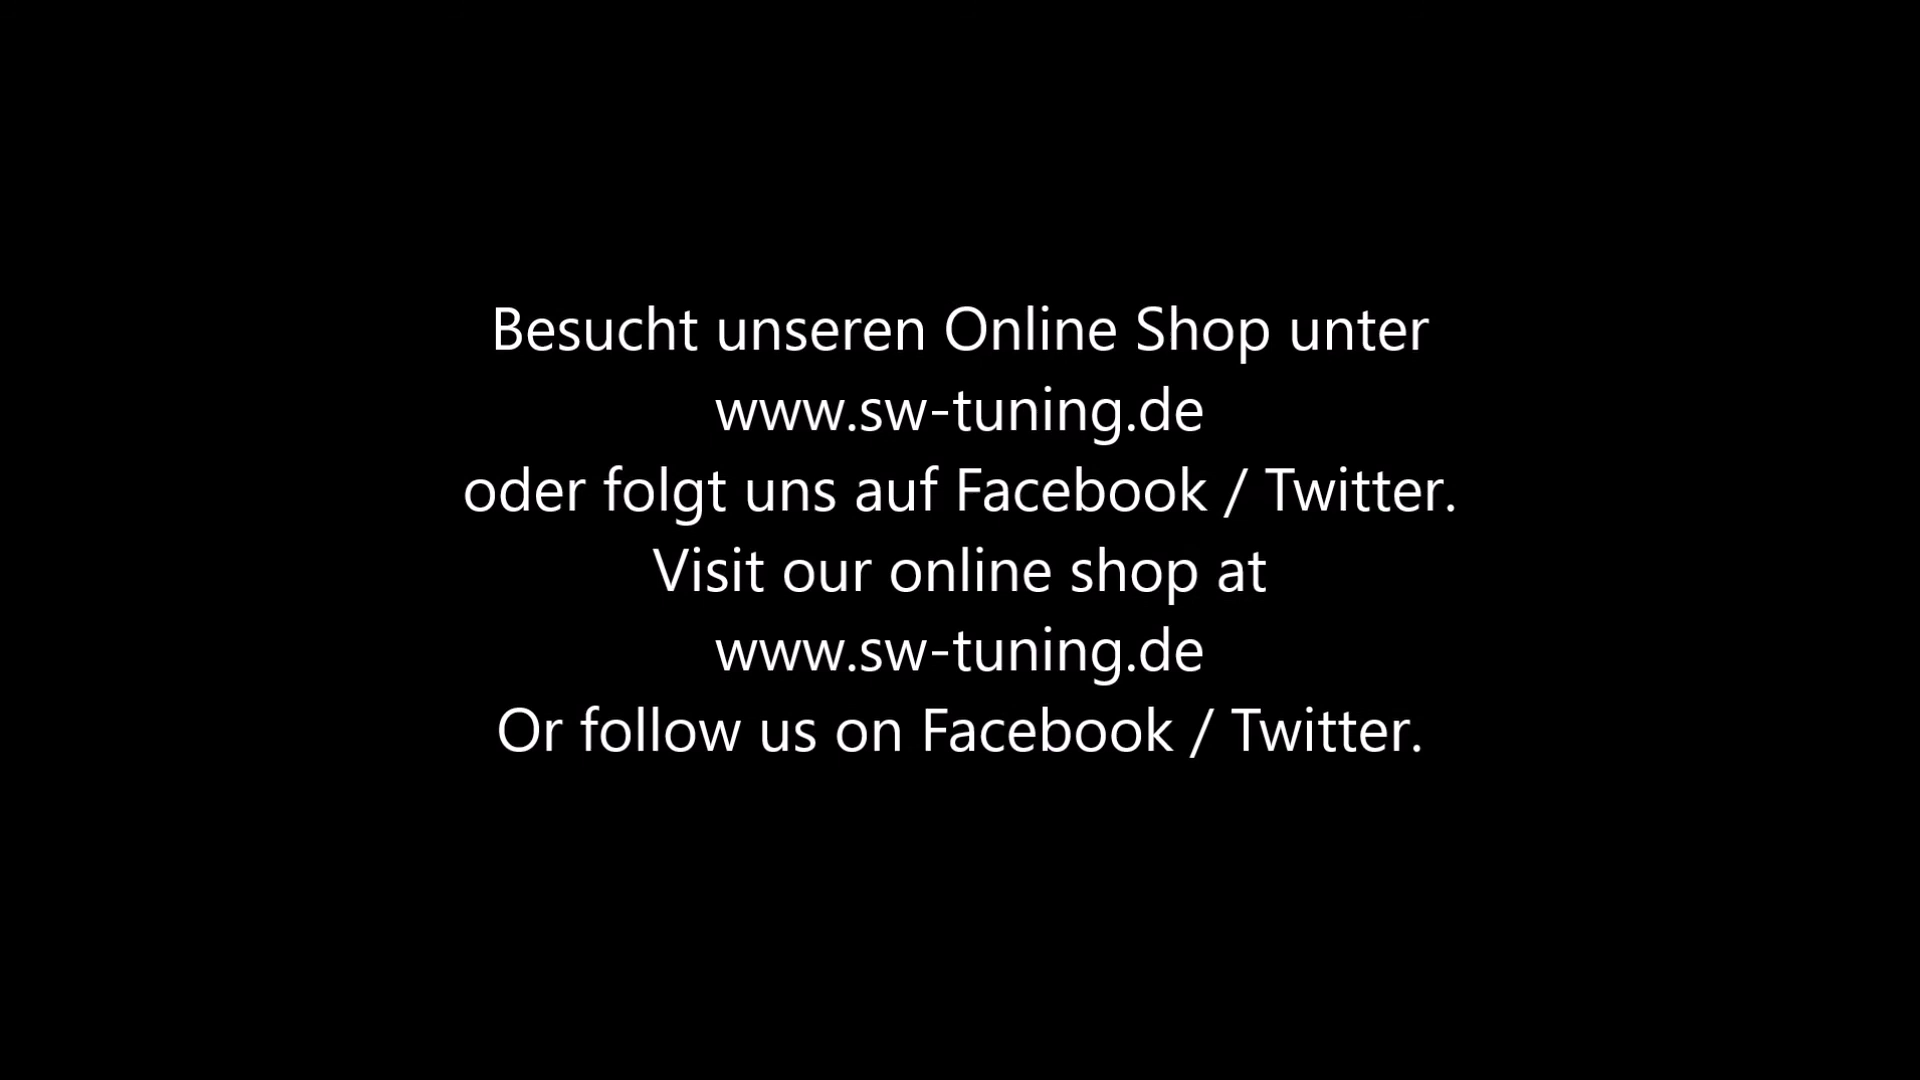 Besucht unseren Online Shop unter
www.sw-tuning.de
oder folgt uns auf Facebook / Twitter.
Visit our online shop at
www.sw-tuning.de
Or follow us on Facebook / Twitter.